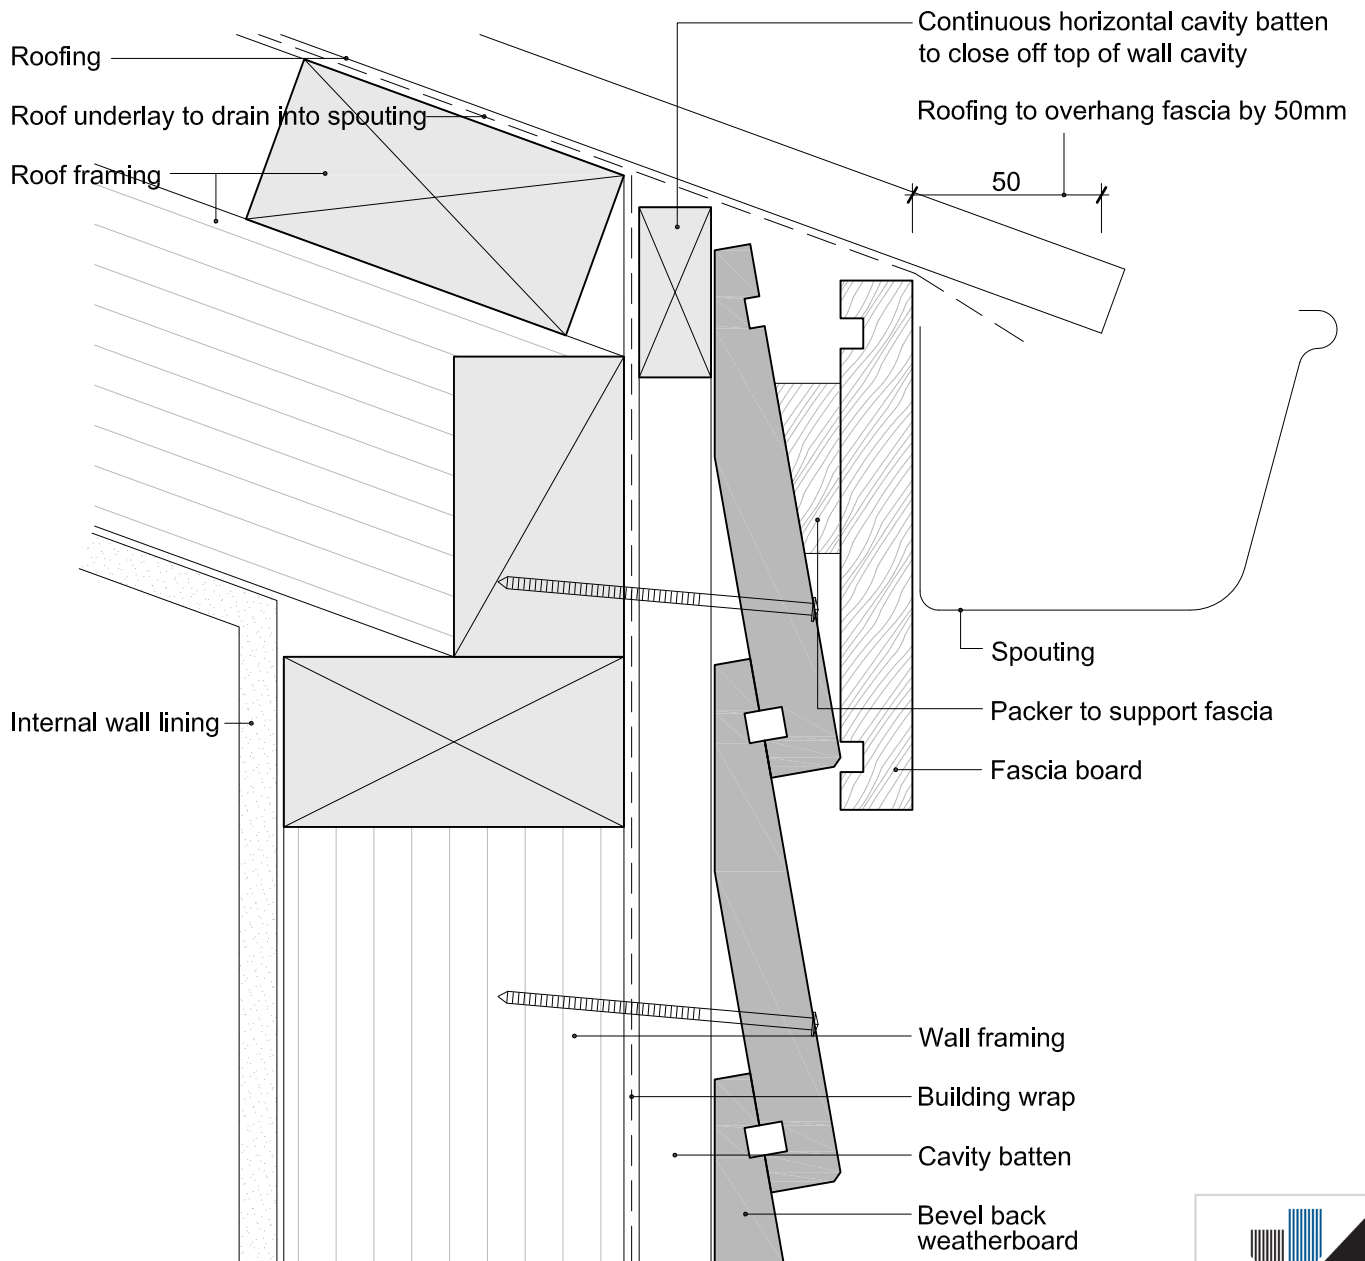 Continuous horizontal cavity batten
to close off top of wall cavity
Roofing
Roofing to overhang fascia by 50mm
Roof underlay to drain into spouting
Roof framing
50
Spouting
Packer to support fascia
Internal wall lining
Fascia board
Wall framing
Building wrap
Cavity batten
Bevel back
weatherboard